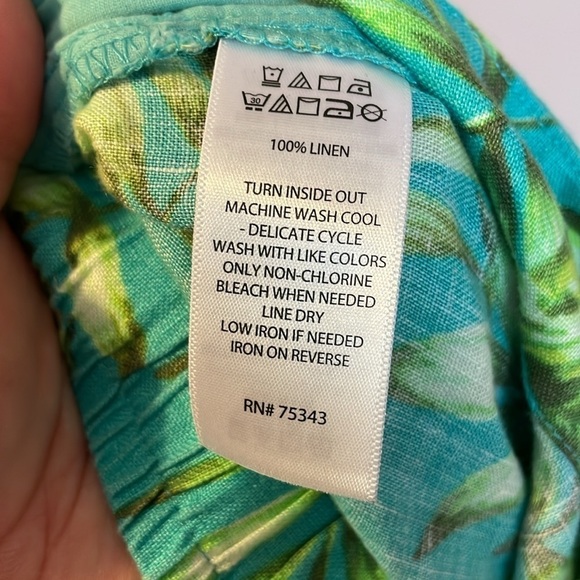 30
100% LINEN
TURN INSIDE OUT
MACHINE WASH COOL
- DELICATE CYCLE
WASH WITH LIKE COLORS
ONLY NON-CHLORINE
BLEACH WHEN NEEDED
LINE DRY
LOW IRON IF NEEDED
IRON ON REVERSE
RN# 75343